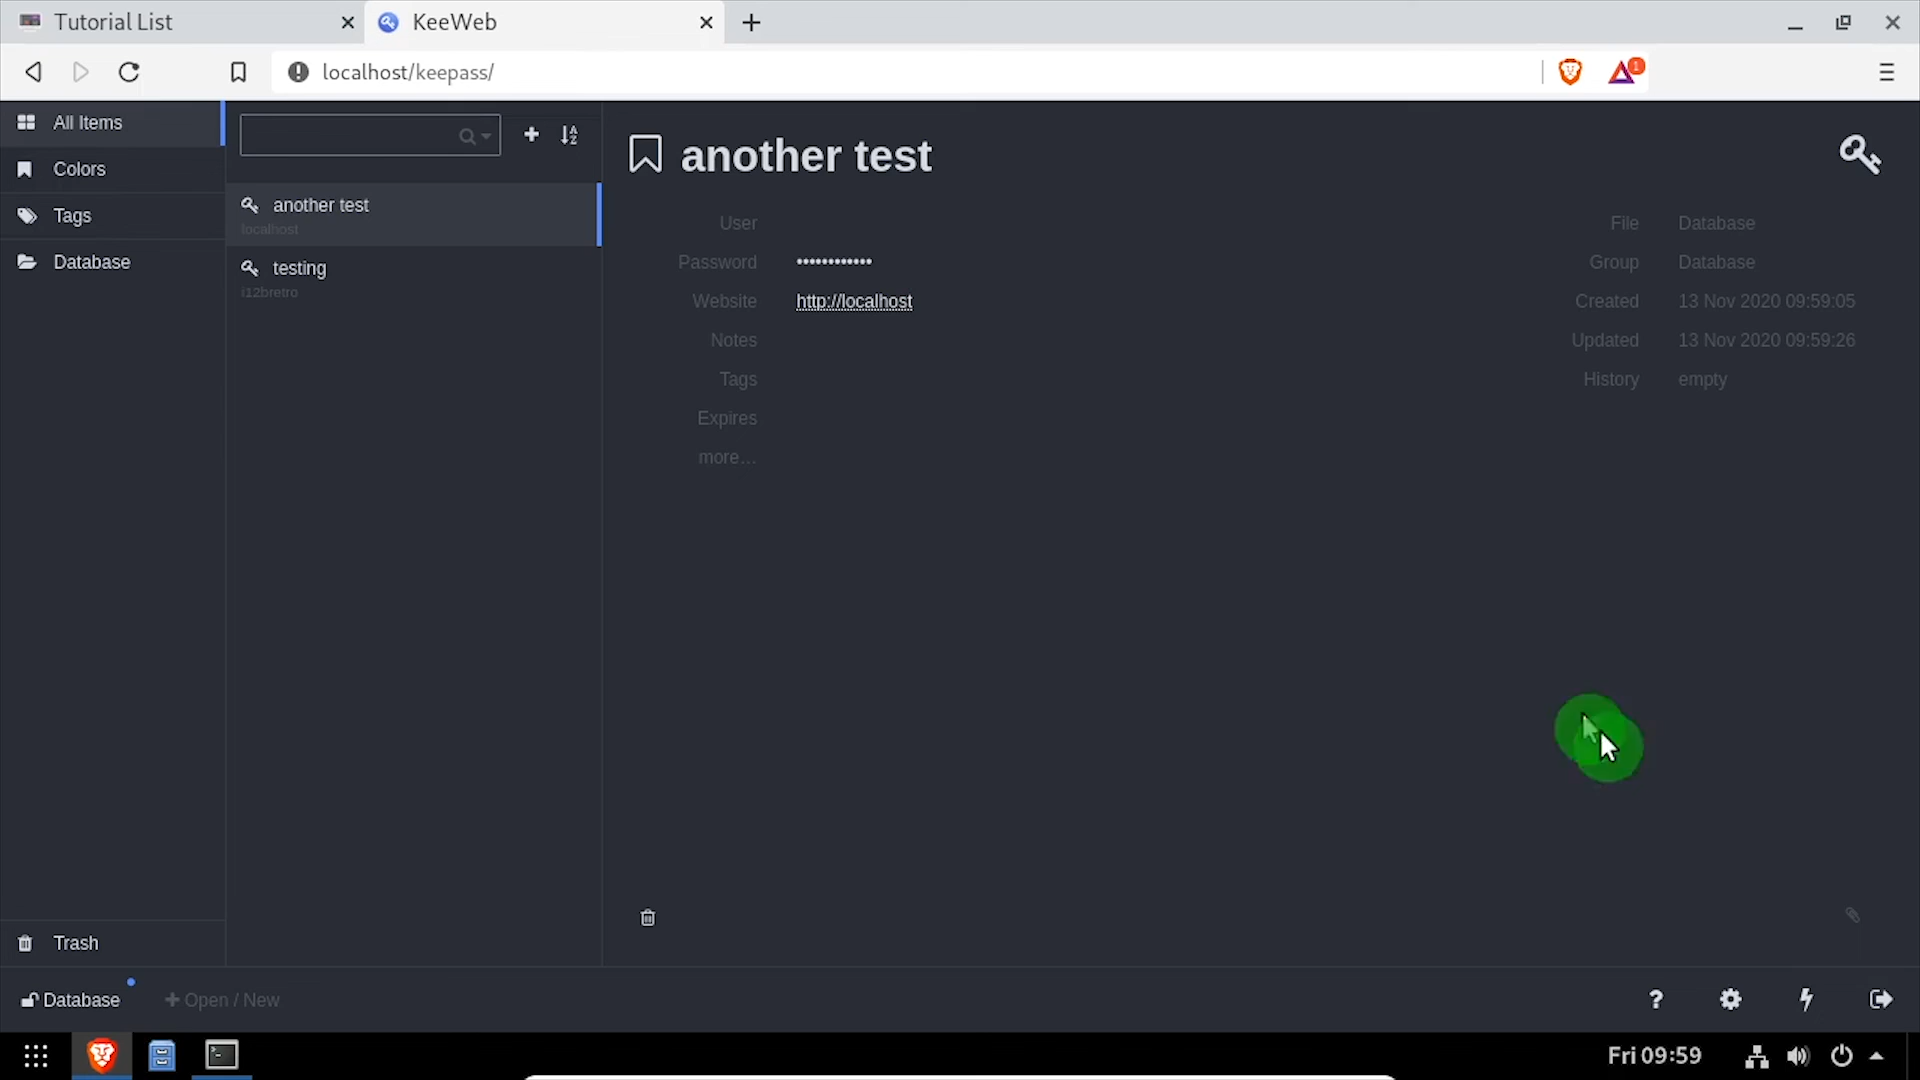 Tutorial List
KeeWeb
localhost/keepass/
1
All Items
Colors
Tags
Database
Trash
another test
localhost
testing
i12bretro
another test
User
Password ••••••••••••
Website http://localhost
Notes
Tags
Expires
more…
File Database
Group Database
Created 13 Nov 2020 09:59:05
Updated 13 Nov 2020 09:59:26
History empty
Database
+ Open / New
?
Fri 09:59